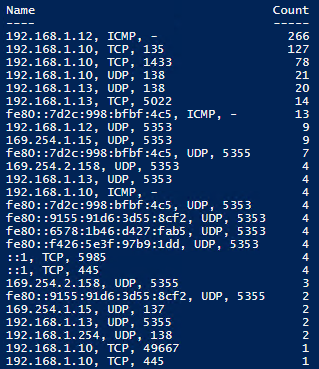 Name Count
---- -----
192.168.1.12, ICMP, - 266
192.168.1.10, TCP, 135 127
192.168.1.10, TCP, 1433 78
192.168.1.10, UDP, 138 21
192.168.1.13, UDP, 138 20
192.168.1.13, TCP, 5022 14
fe80::7d2c:998:bfbf:4c5, ICMP, - 13
192.168.1.12, UDP, 5353 9
169.254.1.15, UDP, 5353 9
fe80::7d2c:998:bfbf:4c5, UDP, 5355 7
169.254.2.158, UDP, 5353 4
192.168.1.13, UDP, 5353 4
192.168.1.10, ICMP, - 4
fe80::7d2c:998:bfbf:4c5, UDP, 5353 4
fe80::9155:91d6:3d55:8cf2, UDP, 5353 4
fe80::6578:1b46:d427:fab5, UDP, 5353 4
fe80::f426:5e3f:97b9:1dd, UDP, 5353 4
::1, TCP, 5985 4
::1, TCP, 445 4
169.254.2.158, UDP, 5355 3
fe80::9155:91d6:3d55:8cf2, UDP, 5355 2
169.254.1.15, UDP, 137 2
192.168.1.13, UDP, 5355 2
192.168.1.254, UDP, 138 2
192.168.1.10, TCP, 49667 1
192.168.1.10, TCP, 445 1